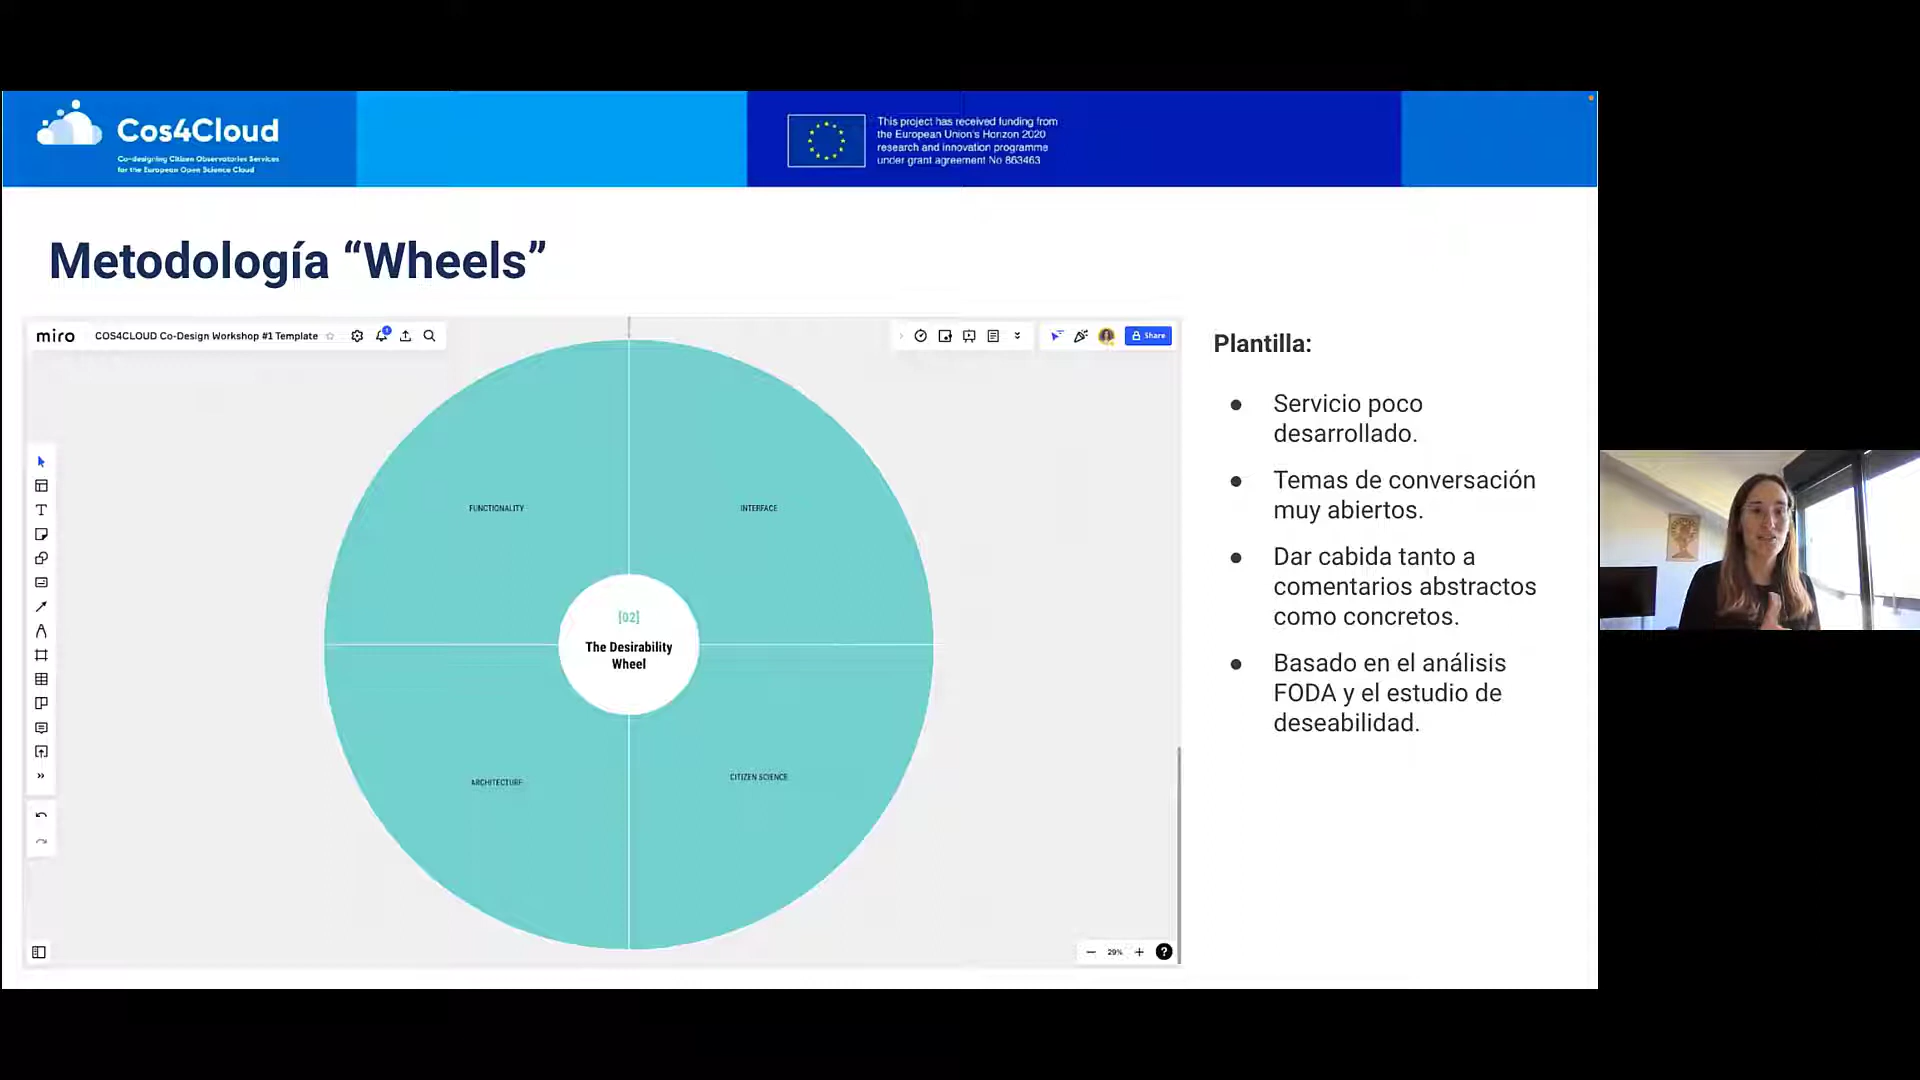 Cos4Cloud
Co-designing Citizen Observatories Services
for the European Open Science Cloud
This project has received funding from
the European Union's Horizon 2020
research and innovation programme
under grant agreement No 863463
Metodología “Wheels”
miro
COS4CLOUD Co-Design Workshop #1 Template
Share
FUNCTIONALITY
INTERFACE
[02]
The Desirability
Wheel
ARCHITECTURE
CITIZEN SCIENCE
29%
Plantilla:
● Servicio poco
desarrollado.
● Temas de conversación
muy abiertos.
● Dar cabida tanto a
comentarios abstractos
como concretos.
● Basado en el análisis
FODA y el estudio de
deseabilidad.